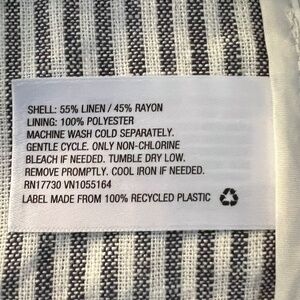 SHELL: 55% LINEN / 45% RAYON
LINING: 100% POLYESTER
MACHINE WASH COLD SEPARATELY.
GENTLE CYCLE. ONLY NON-CHLORINE
BLEACH IF NEEDED. TUMBLE DRY LOW.
REMOVE PROMPTLY. COOL IRON IF NEEDED.
RN17730 VN1055164
LABEL MADE FROM 100% RECYCLED PLASTIC